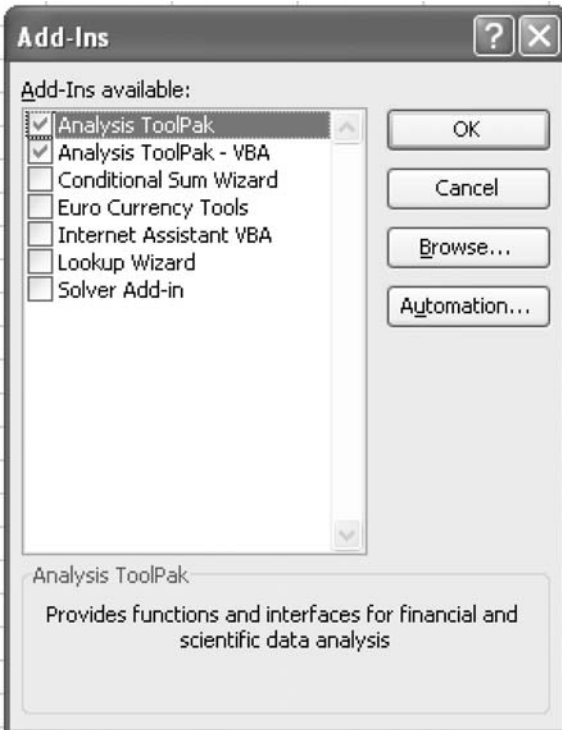 Add-Ins
Add-Ins available:
Analysis ToolPak
Analysis ToolPak - VBA
Conditional Sum Wizard
Euro Currency Tools
Internet Assistant VBA
Lookup Wizard
Solver Add-in
OK
Cancel
Browse...
Automation...
Analysis ToolPak
Provides functions and interfaces for financial and
scientific data analysis